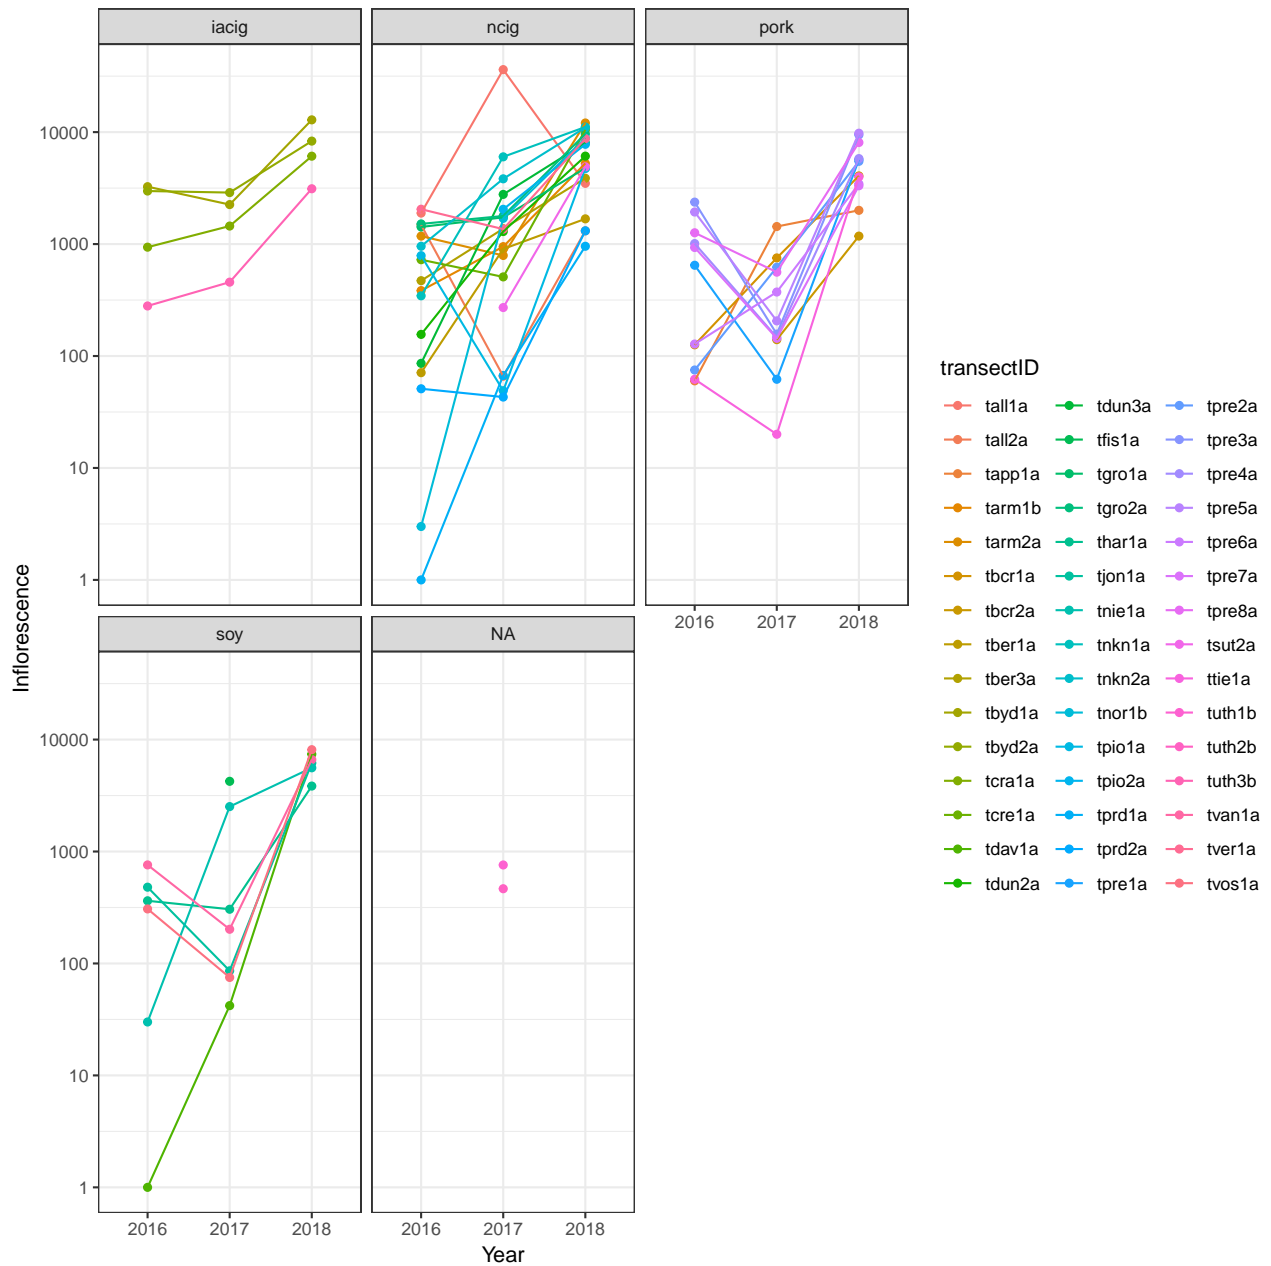 iacig
ncig
pork
10000
1000
100
10
1
2016 2017 2018
soy
NA
10000
1000
100
10
1
2016 2017 2018
2016 2017 2018
Inflorescence
Year
transectID
tall1a tdun3a tpre2a
tall2a tfis1a tpre3a
tapp1a tgro1a tpre4a
tarm1b tgro2a tpre5a
tarm2a thar1a tpre6a
tbcr1a tjon1a tpre7a
tbcr2a tnie1a tpre8a
tber1a tnkn1a tsut2a
tber3a tnkn2a ttie1a
tbyd1a tnor1b tuth1b
tbyd2a tpio1a tuth2b
tcra1a tpio2a tuth3b
tcre1a tprd1a tvan1a
tdav1a tprd2a tver1a
tdun2a tpre1a tvos1a